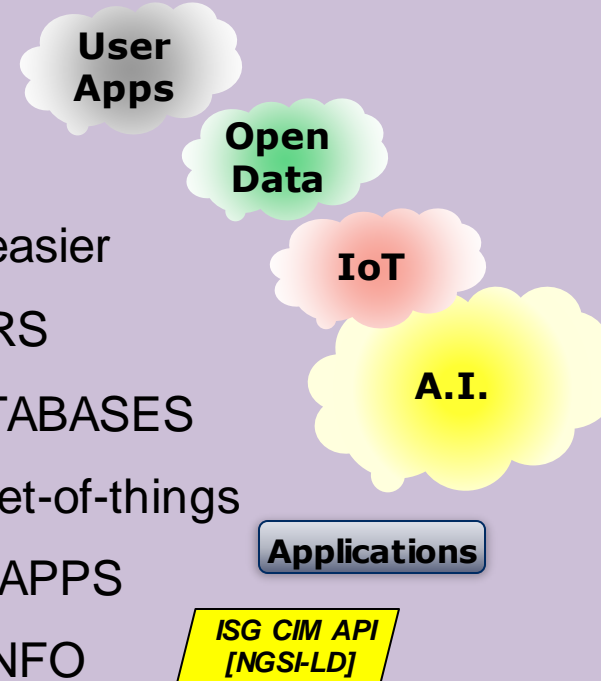 User
Apps
Open
Data
easier
IoT
RS
TABASES
A.I.
et-of-things
Applications
APPS
ISG CIM API
[NGSI-LD]
NFO